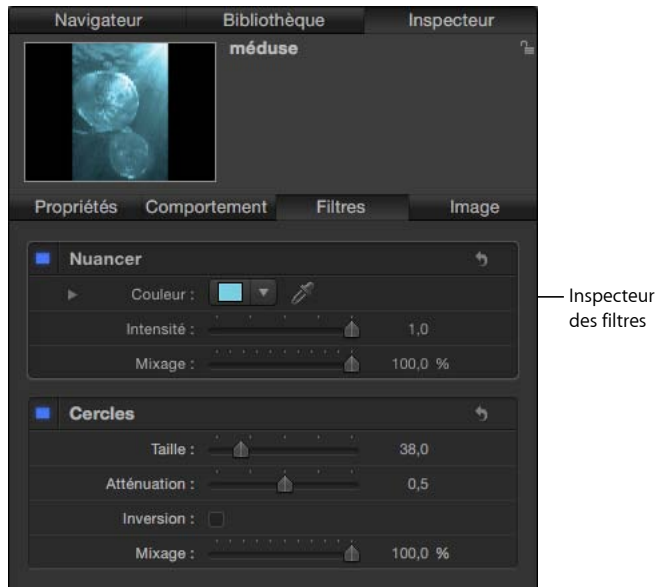 Navigateur Bibliothèque Inspecteur
méduse
Propriétés Comportement Filtres Image
Nuancer
Couleur :
Intensité : 1,0
Mixage : 100,0 %
Inspecteur
des filtres
Cercles
Taille : 38,0
Atténuation : 0,5
Inversion :
Mixage : 100,0 %